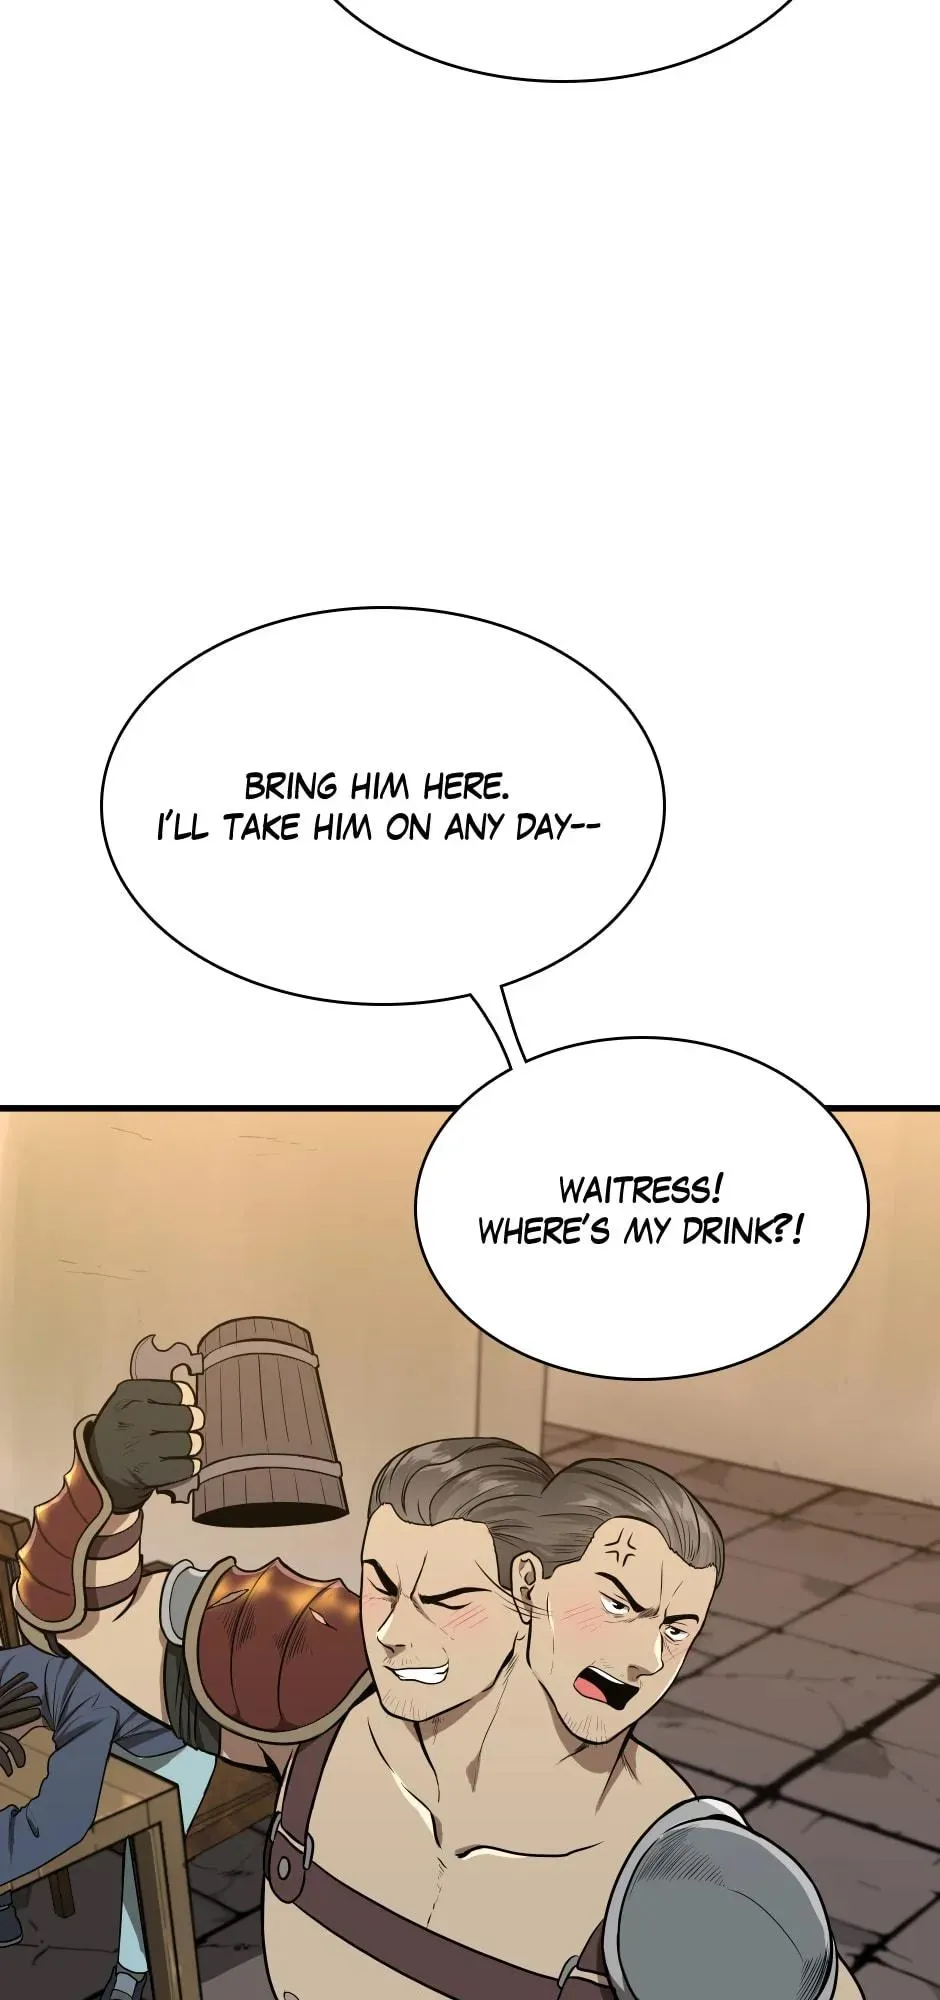 BRING HIM HERE.
I'LL TAKE HIM ON ANY DAY--
WAITRESS!
WHERE'S MY DRINK?!